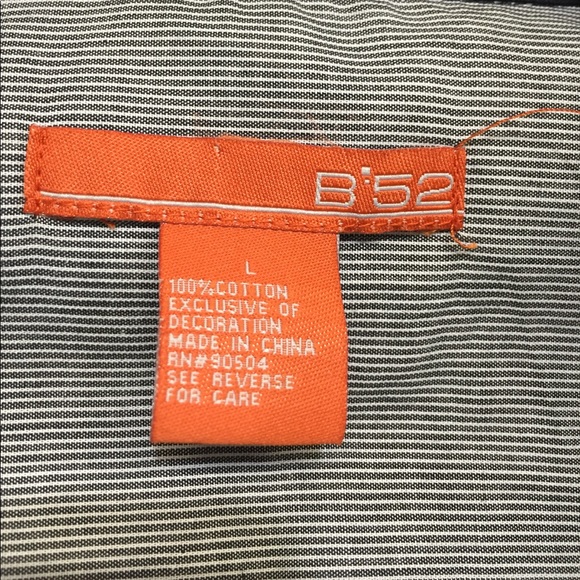 B'52
L
100%COTTON
EXCLUSIVE OF
DECORATION
MADE IN CHINA
RN#90504
SEE REVERSE
FOR CARE